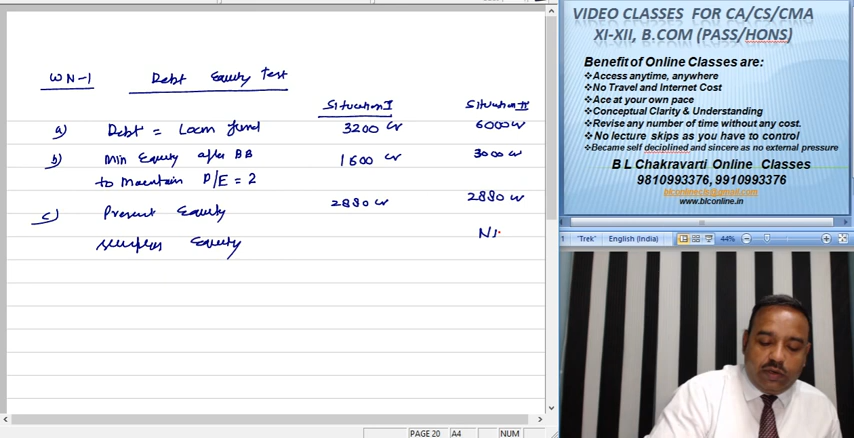 WN-1 Debt Equity Test
Situation I Situation II
a) Debt = Loan fund 3200 cr 6000 cr
b) Min Equity after BB 1600 cr 3000 cr
to Maintain D/E = 2
c) Present Equity 2880 cr 2880 cr
surplus Equity
PAGE 20 A4 NUM
VIDEO CLASSES FOR CA/CS/CMA
XI-XII, B.COM (PASS/HONS)
Benefit of Online Classes are:
❖Access anytime, anywhere
❖No Travel and Internet Cost
❖Ace at your own pace
❖Conceptual Clarity & Understanding
❖Revise any number of time without any cost.
❖No lecture skips as you have to control
❖Became self deciplined and sincere as no external pressure
B L Chakravarti Online Classes
9810993376, 9910993376
www.blconline.in
1 "Trek" English (India) 44%